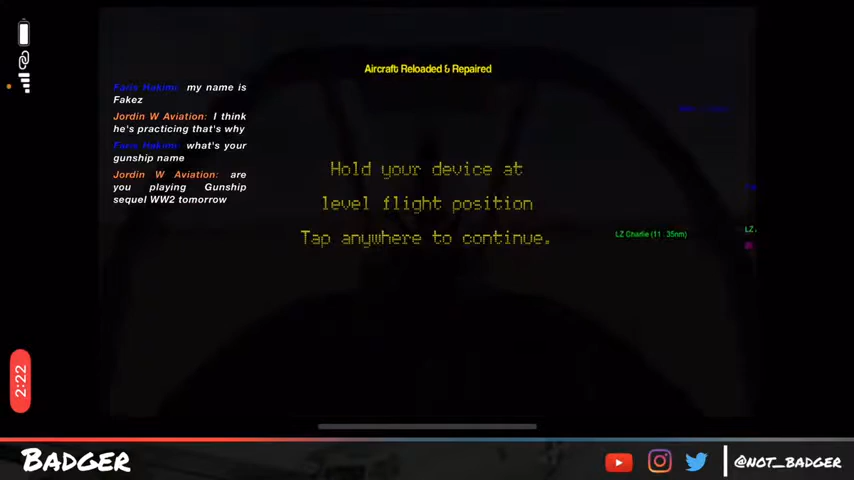 Aircraft Reloaded & Repaired
Faris Hakimi: my name is
Fakez
Jordin W Aviation: I think
he's practicing that's why
Faris Hakimi: what's your
gunship name
Jordin W Aviation: are
you playing Gunship
sequel WW2 tomorrow
Hold your device at
level flight position
Tap anywhere to continue.
LZ Charlie (11.35nm)
LZ
2:22
BADGER
@NOT_BADGER